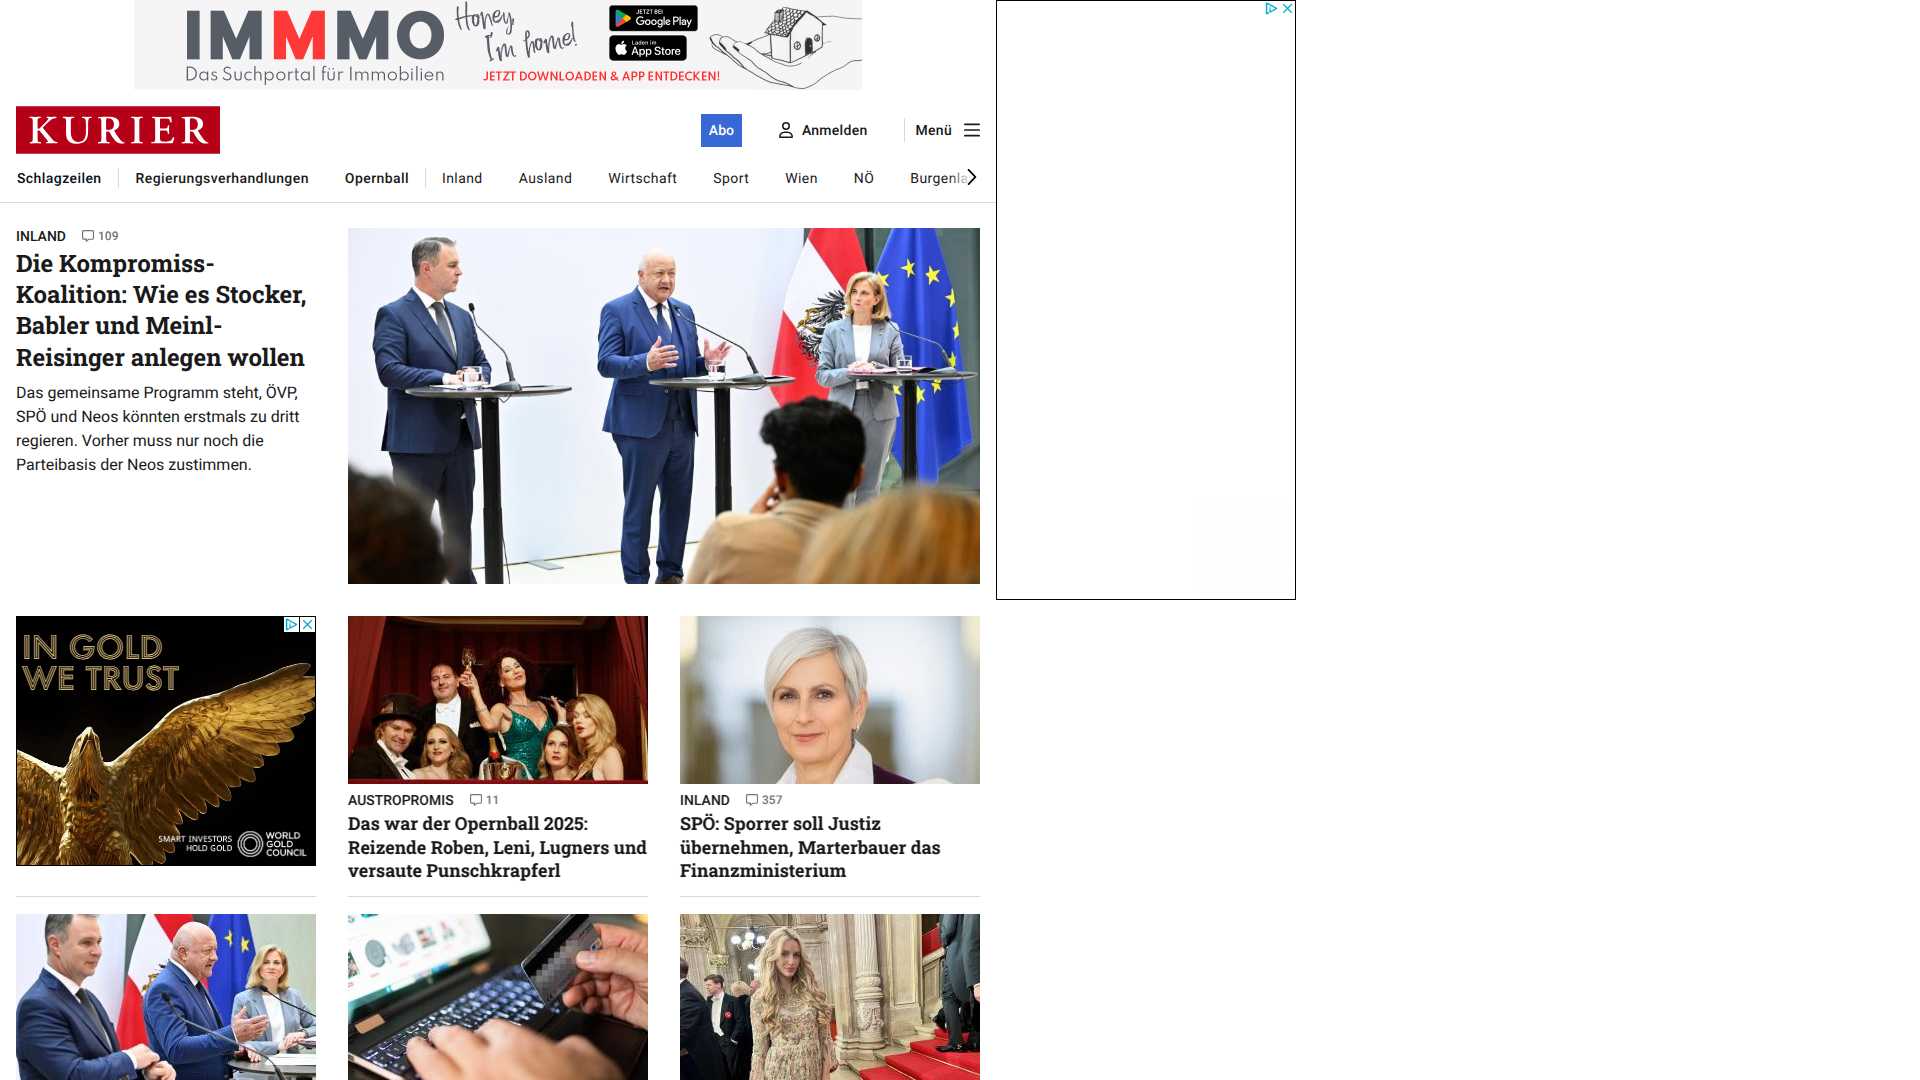 IMMMO
Das Suchportal für Immobilien
Honey,
I'm home!
JETZT BEI
Google Play
Laden im
App Store
JETZT DOWNLOADEN & APP ENTDECKEN!
KURIER
Abo
Anmelden
Menü
Schlagzeilen
Regierungsverhandlungen
Opernball
Inland
Ausland
Wirtschaft
Sport
Wien
NÖ
Burgenla
INLAND 109
Die Kompromiss-
Koalition: Wie es Stocker,
Babler und Meinl-
Reisinger anlegen wollen
Das gemeinsame Programm steht, ÖVP,
SPÖ und Neos könnten erstmals zu dritt
regieren. Vorher muss nur noch die
Parteibasis der Neos zustimmen.
IN GOLD
WE TRUST
SMART INVESTORS
HOLD GOLD
WORLD
GOLD
COUNCIL
AUSTROPROMIS 11
Das war der Opernball 2025:
Reizende Roben, Leni, Lugners und
versaute Punschkrapferl
INLAND 357
SPÖ: Sporrer soll Justiz
übernehmen, Marterbauer das
Finanzministerium